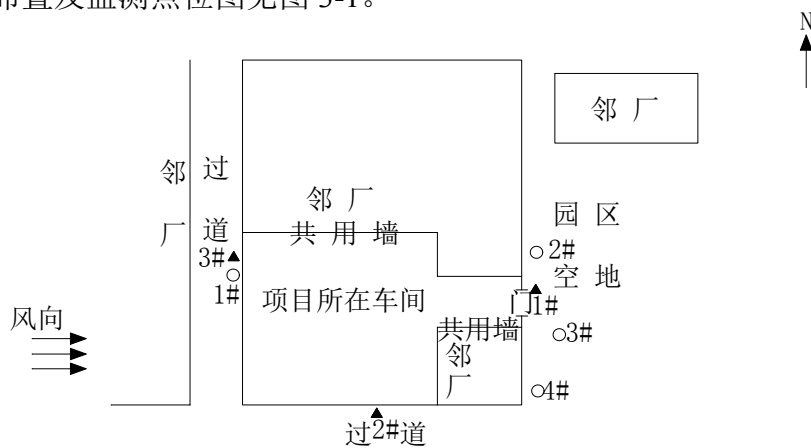 布置及监测点位图见图 3-1。
N
邻 厂
邻 厂
过 道
邻 厂
共 用 墙
园 区
空 地
2#
3#
1#
项目所在车间
门
1#
风向
共用墙
3#
邻 厂
4#
过 2# 道